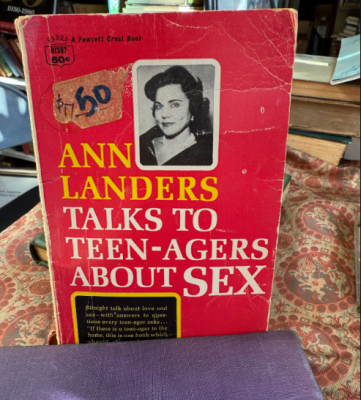 A Fawcett Crest Book
60¢
$7.50
ANN
LANDERS
TALKS TO
TEEN-AGERS
ABOUT SEX
Straight talk about love and
sex—with answers to ques-
tions every teen-ager asks...
"If there is a teen-ager in the
home, this is one book which